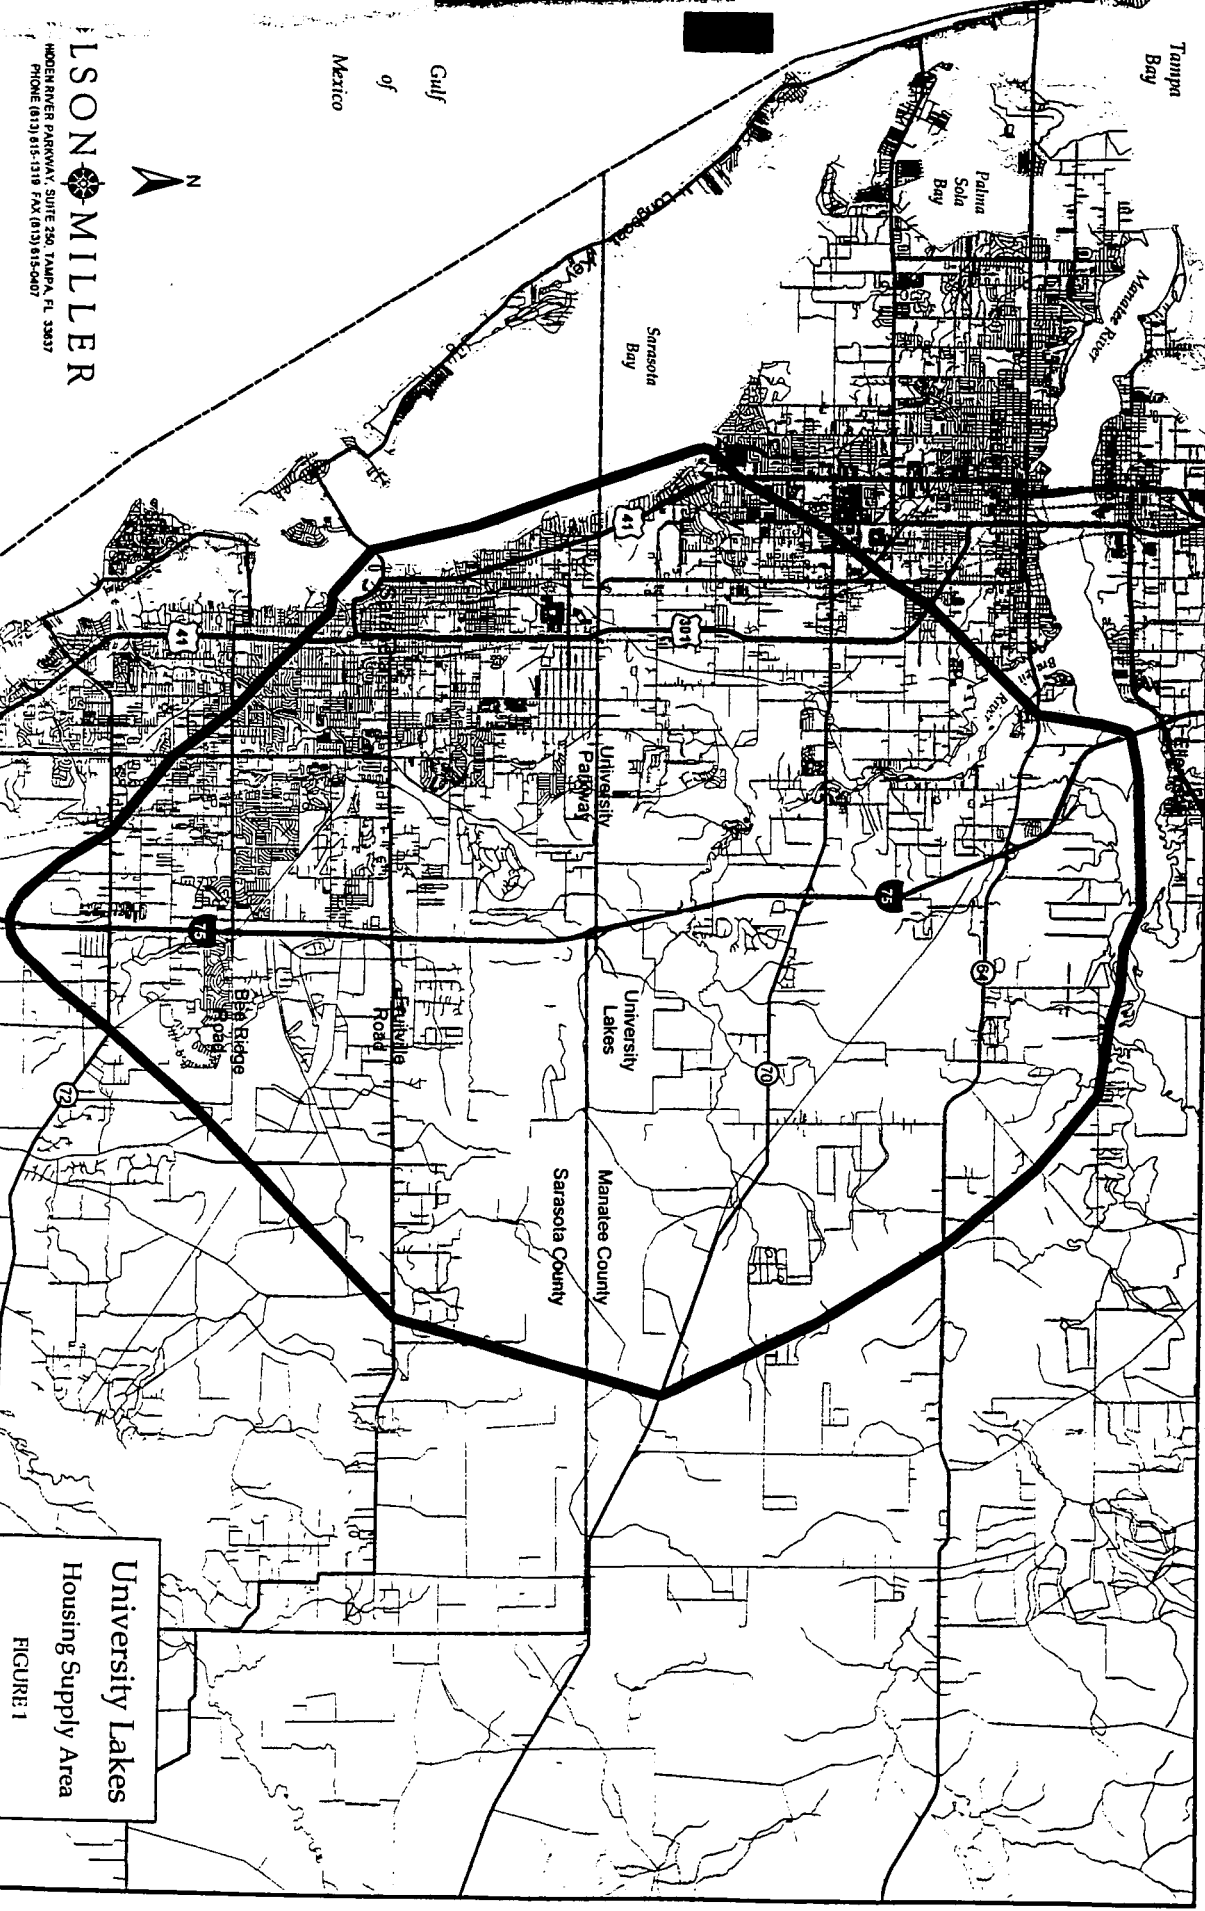 Tampa
Bay
Gulf
of
Mexico
Palma
Sola
Bay
Manatee River
Longboat
Key
Sarasota
Bay
N
41
301
41
River
University
Parkway
75
75
64
70
72
University
Lakes
Fruitville
Road
Bee Ridge
Road
Manatee County
Sarasota County
LSON MILLER
HIDDEN RIVER PARKWAY, SUITE 250, TAMPA, FL 33637
PHONE (813) 615-1319 FAX (813) 615-0407
University Lakes
Housing Supply Area
FIGURE 1